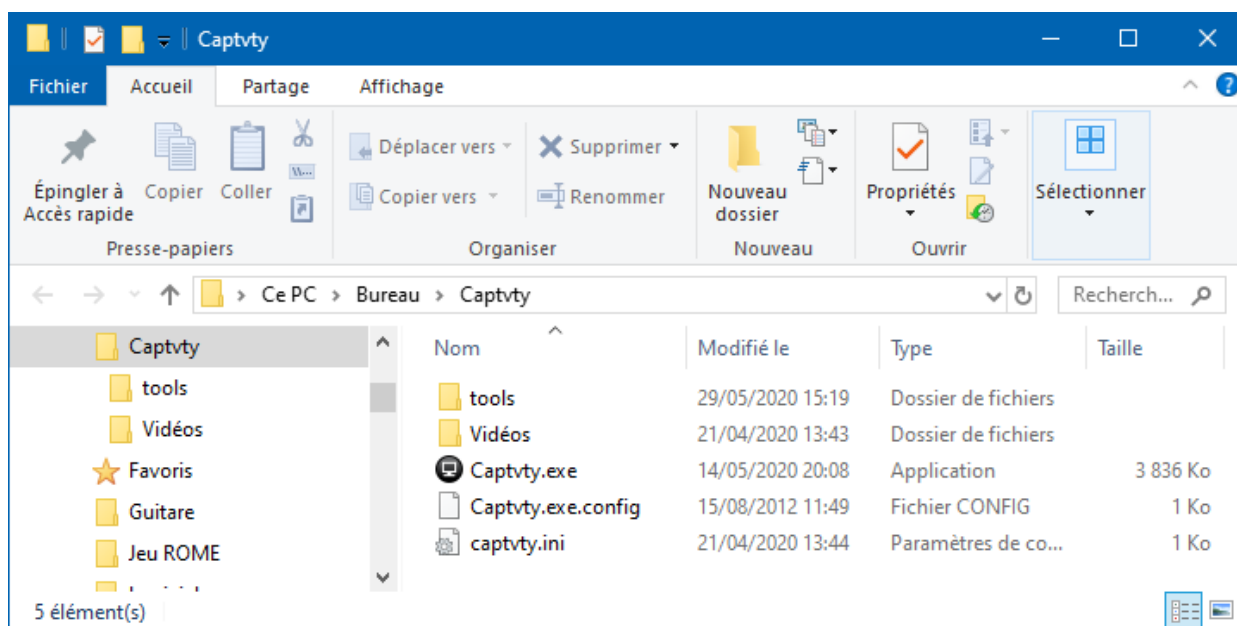 Captvty
Fichier Accueil Partage Affichage
Épingler à Accès rapide Copier Coller
Déplacer vers Supprimer
Copier vers Renommer
Nouveau dossier
Propriétés
Sélectionner
Presse-papiers Organiser Nouveau Ouvrir
Ce PC > Bureau > Captvty Recherch...
Captvty
tools
Vidéos
Favoris
Guitare
Jeu ROME
Nom Modifié le Type Taille
tools 29/05/2020 15:19 Dossier de fichiers
Vidéos 21/04/2020 13:43 Dossier de fichiers
Captvty.exe 14/05/2020 20:08 Application 3 836 Ko
Captvty.exe.config 15/08/2012 11:49 Fichier CONFIG 1 Ko
captvty.ini 21/04/2020 13:44 Paramètres de co... 1 Ko
5 élément(s)